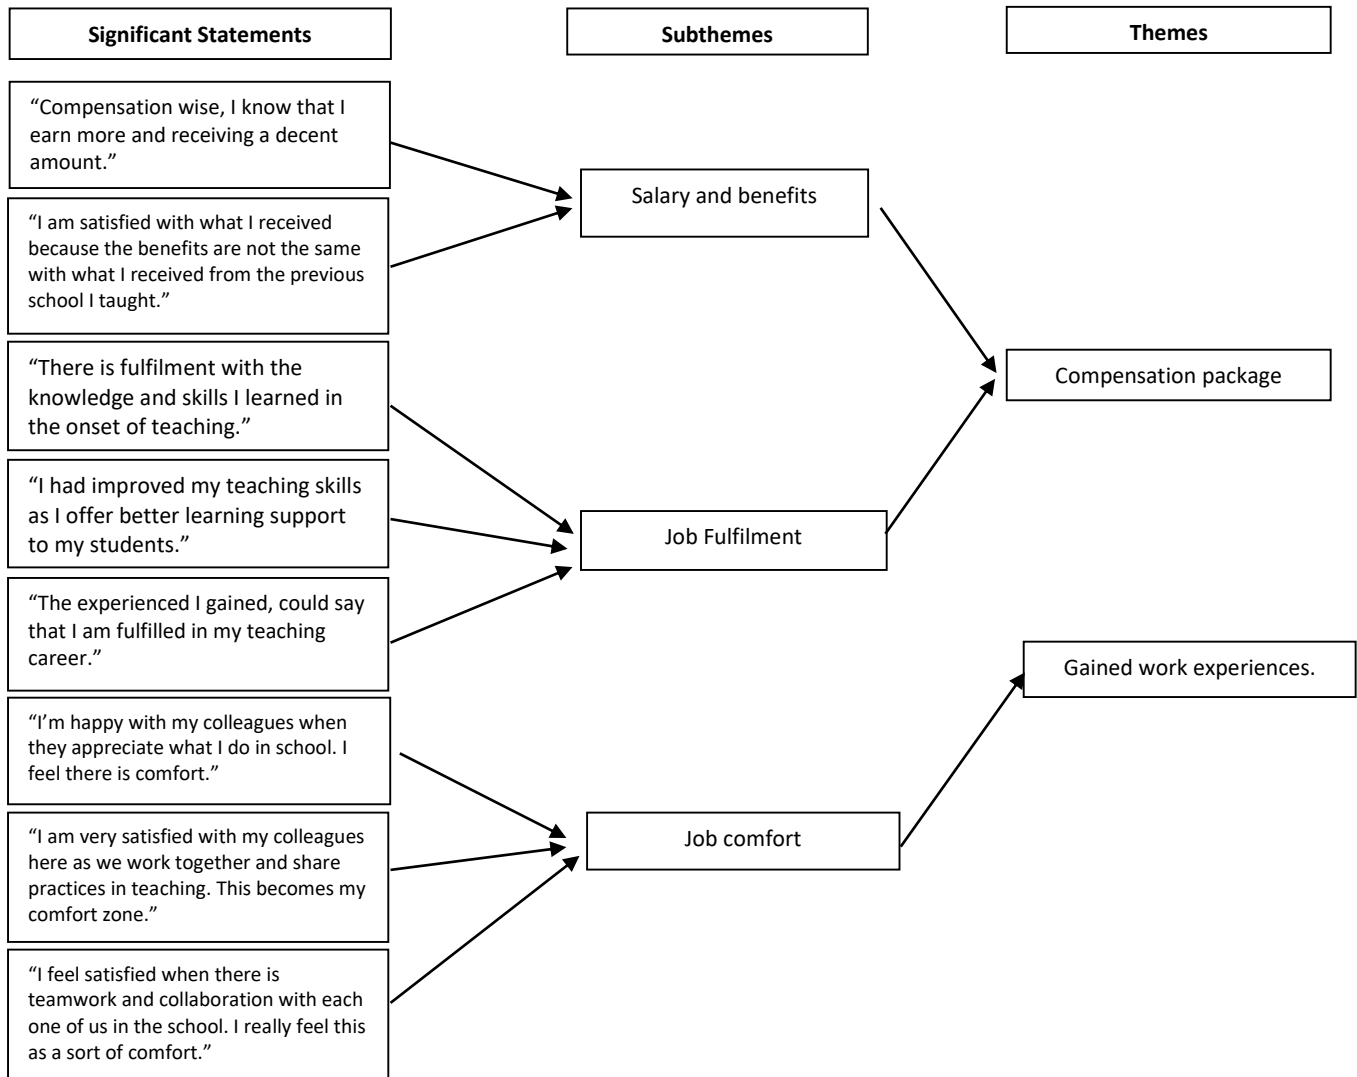 Significant Statements
Subthemes
Themes
“Compensation wise, I know that I
earn more and receiving a decent
amount.”
“I am satisfied with what I received
because the benefits are not the same
with what I received from the previous
school I taught.”
“There is fulfilment with the
knowledge and skills I learned in
the onset of teaching.”
“I had improved my teaching skills
as I offer better learning support
to my students.”
“The experienced I gained, could say
that I am fulfilled in my teaching
career.”
“I’m happy with my colleagues when
they appreciate what I do in school. I
feel there is comfort.”
“I am very satisfied with my colleagues
here as we work together and share
practices in teaching. This becomes my
comfort zone.”
“I feel satisfied when there is
teamwork and collaboration with each
one of us in the school. I really feel this
as a sort of comfort.”
Salary and benefits
Job Fulfilment
Job comfort
Compensation package
Gained work experiences.